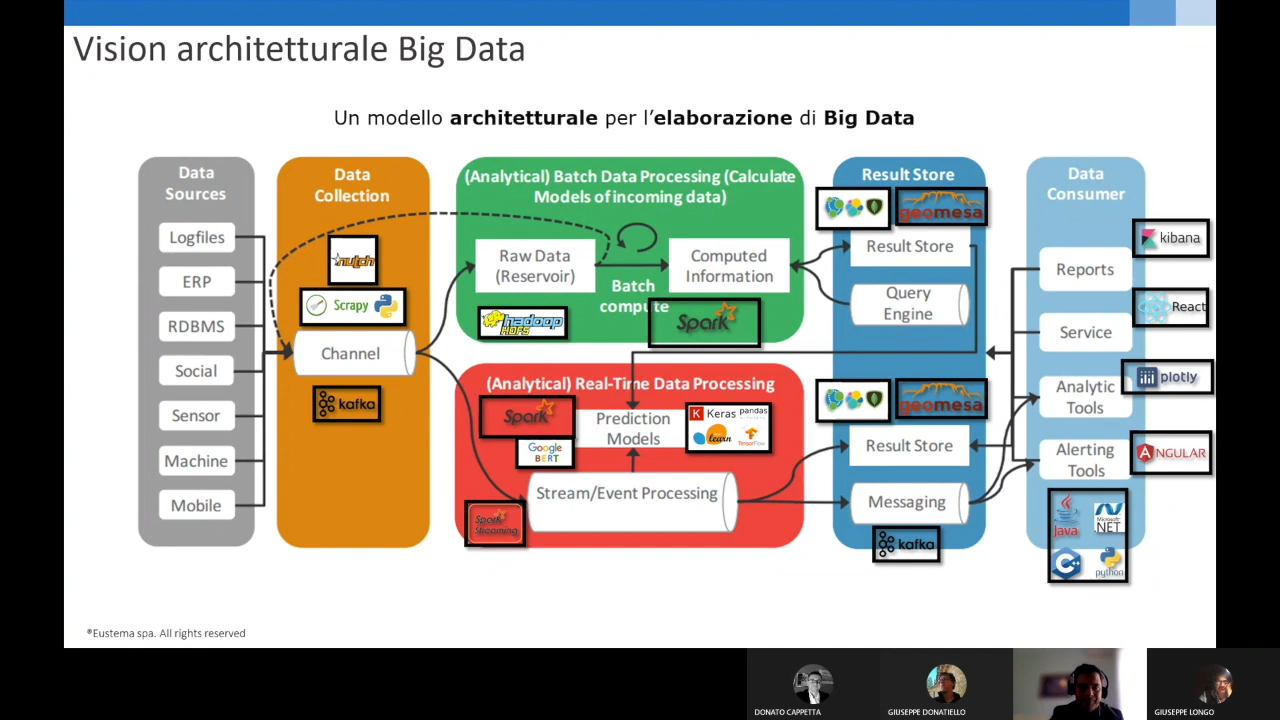 Vision architetturale Big Data
Un modello architetturale per l'elaborazione di Big Data
Data
Sources
Logfiles
ERP
RDBMS
Social
Sensor
Machine
Mobile
Data
Collection
nutch
Scrapy
Channel
kafka
(Analytical) Batch Data Processing (Calculate
Models of incoming data)
Raw Data
(Reservoir)
Batch
compute
Computed
Information
hadoop
HDFS
Spark
(Analytical) Real-Time Data Processing
Spark
Google
BERT
Prediction
Models
Keras
pandas
learn
TensorFlow
Stream/Event Processing
Spark
Streaming
Result Store
geomesa
Result Store
Query
Engine
geomesa
Result Store
Messaging
kafka
Data
Consumer
Reports
Service
Analytic
Tools
Alerting
Tools
kibana
React
plotly
ANGULAR
Java
Microsoft
.NET
C++
python
®Eustema spa. All rights reserved
DONATO CAPPETTA
GIUSEPPE DONATIELLO
GIUSEPPE LONGO